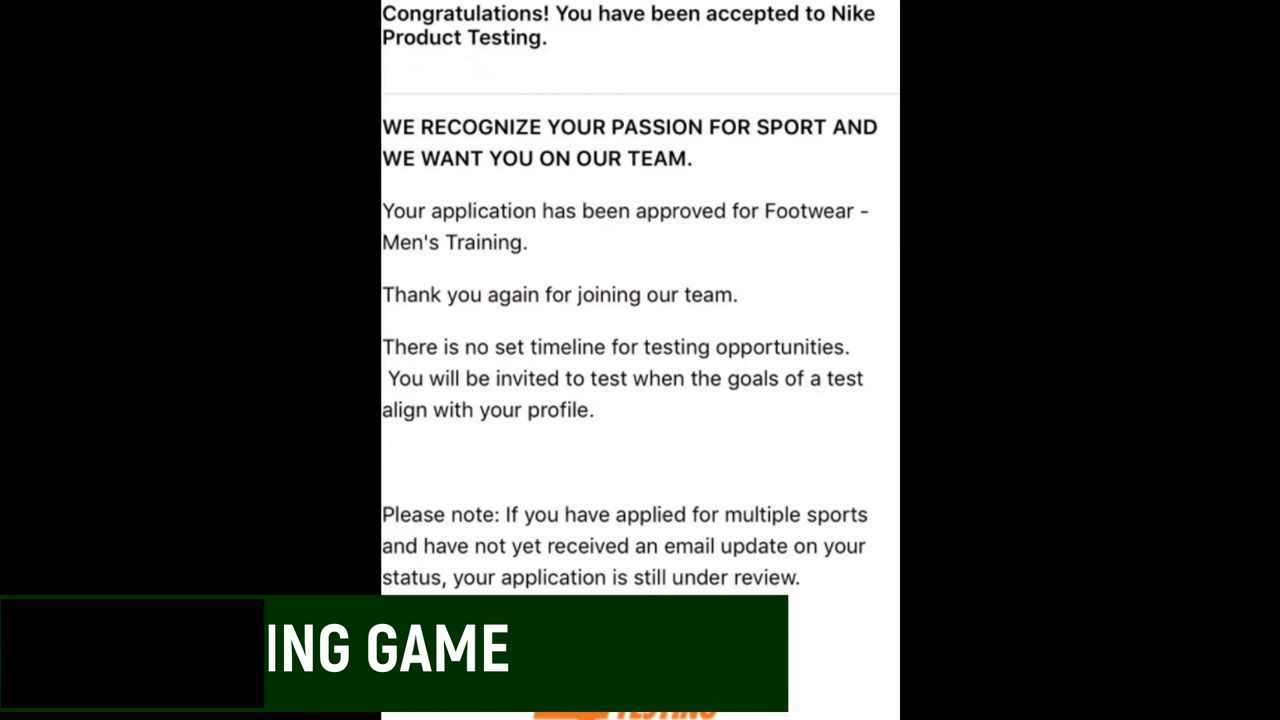 Congratulations! You have been accepted to Nike
Product Testing.
WE RECOGNIZE YOUR PASSION FOR SPORT AND
WE WANT YOU ON OUR TEAM.
Your application has been approved for Footwear -
Men's Training.
Thank you again for joining our team.
There is no set timeline for testing opportunities.
You will be invited to test when the goals of a test
align with your profile.
Please note: If you have applied for multiple sports
and have not yet received an email update on your
status, your application is still under review.
ING GAME
TESTING